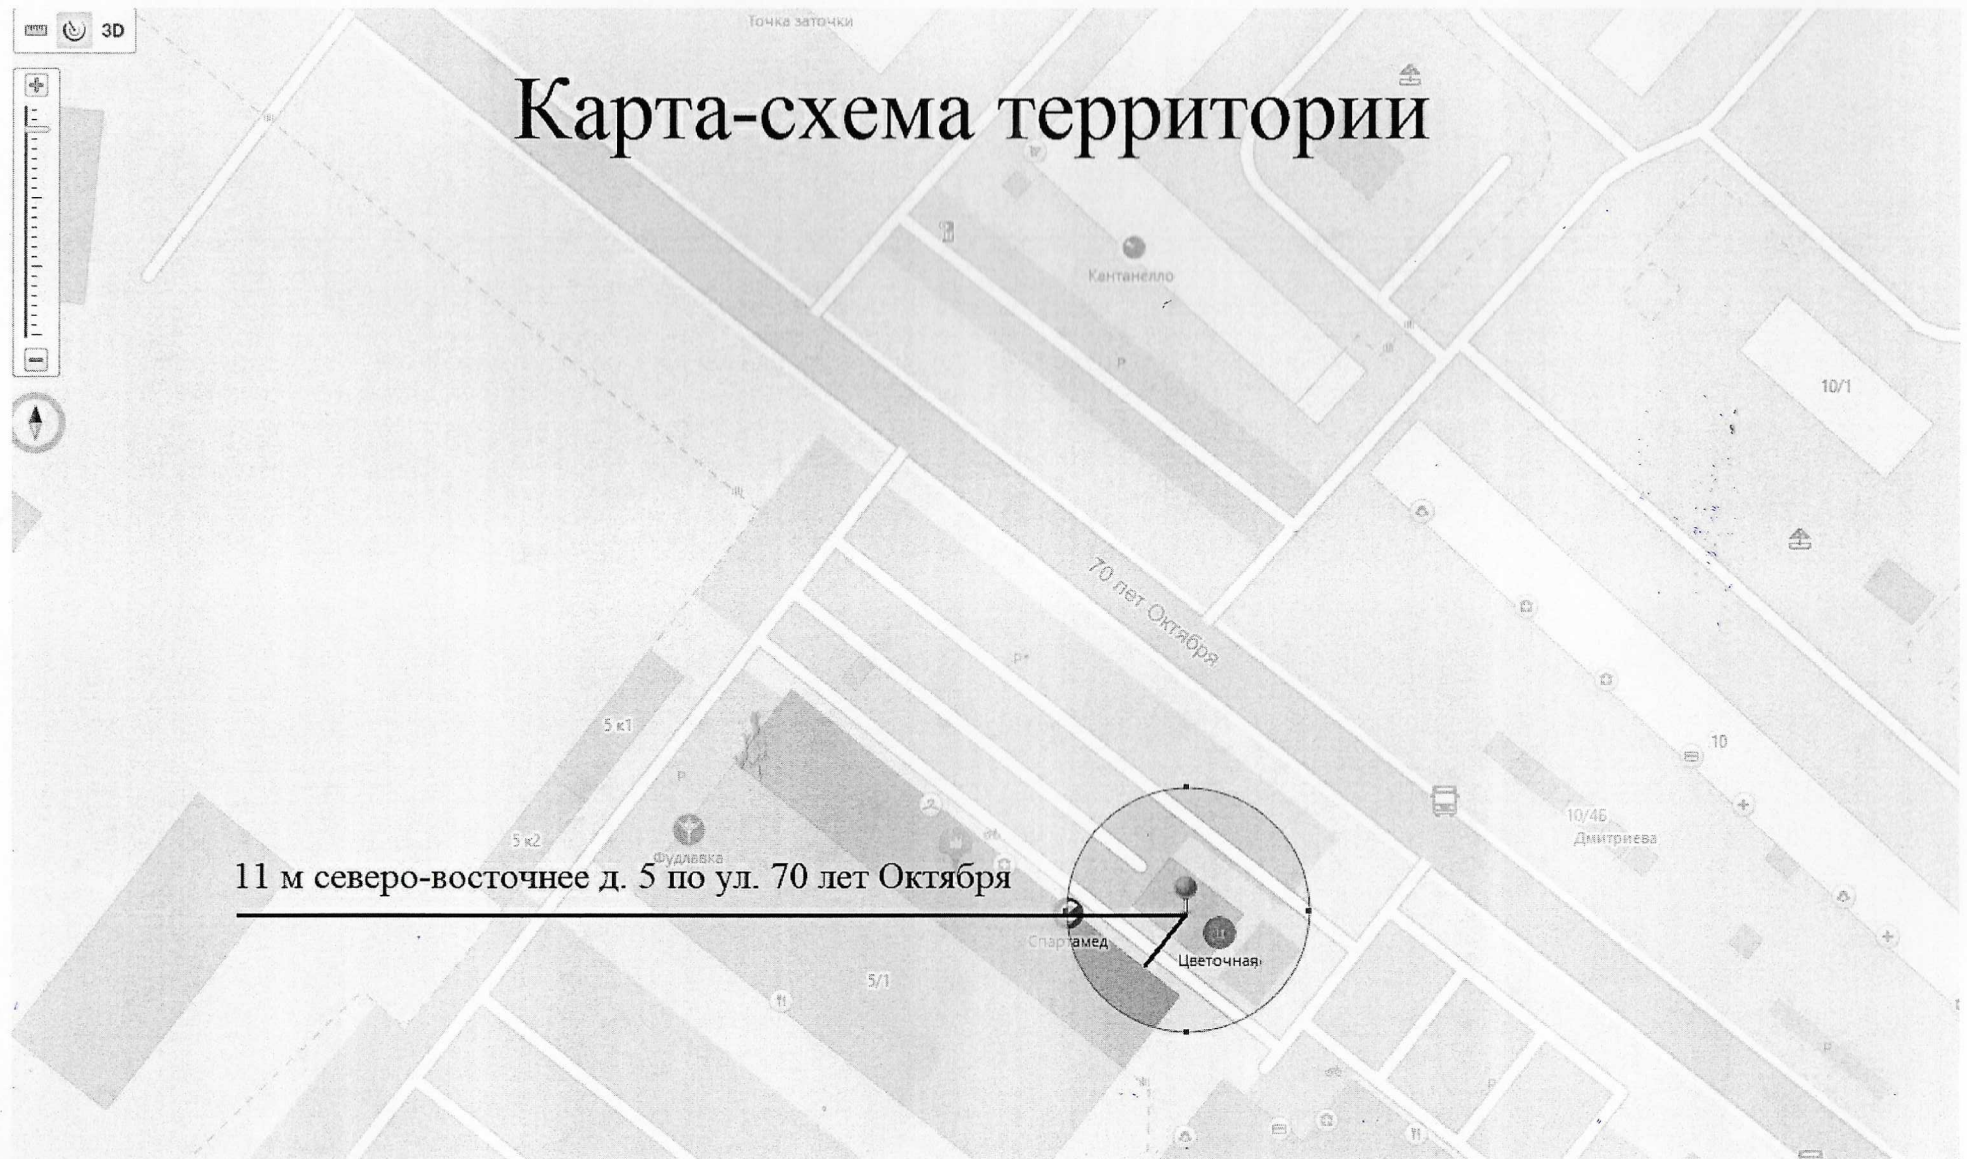 3D
Точка заточки
Карта-схема территории
Кантанелло
P
10/1
70 лет Октября
P
5 к1
P
10
10/4Б
Дмитриева
5 к2
Фудлавка
11 м северо-восточнее д. 5 по ул. 70 лет Октября
Спартамед
Цветочная
5/1
P
P